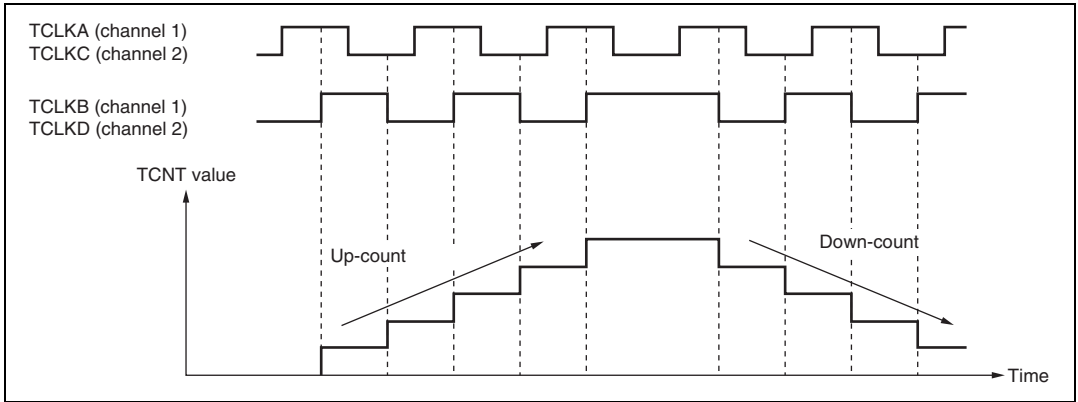 TCLKA (channel 1)
TCLKC (channel 2)
TCLKB (channel 1)
TCLKD (channel 2)
TCNT value
Up-count
Down-count
Time